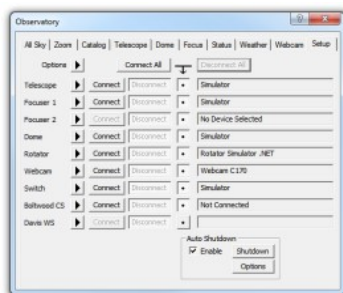 Observatory
All Sky Zoom Catalog Telescope Dome Focus Status Weather Webcam Setup
Options Connect All Disconnect All
Telescope Connect Disconnect Simulator
Focuser 1 Connect Disconnect Simulator
Focuser 2 Connect Disconnect No Device Selected
Dome Connect Disconnect Simulator
Rotator Connect Disconnect Rotator Simulator .NET
Webcam Connect Disconnect Webcam C170
Switch Connect Disconnect Simulator
Boltwood CS Connect Disconnect Not Connected
Davis WS Connect Disconnect
Auto Shutdown
Enable Shutdown
Options